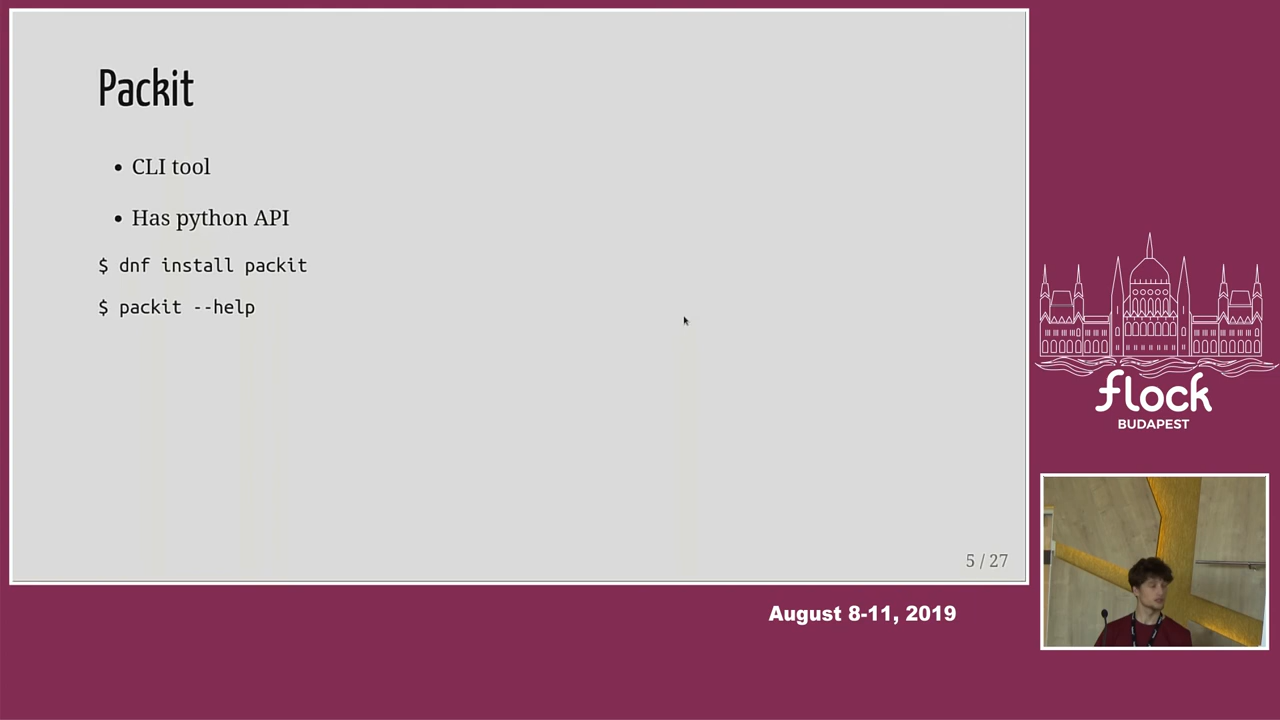 Packit
• CLI tool
• Has python API
$ dnf install packit
$ packit --help
5 / 27
flock
BUDAPEST
August 8-11, 2019